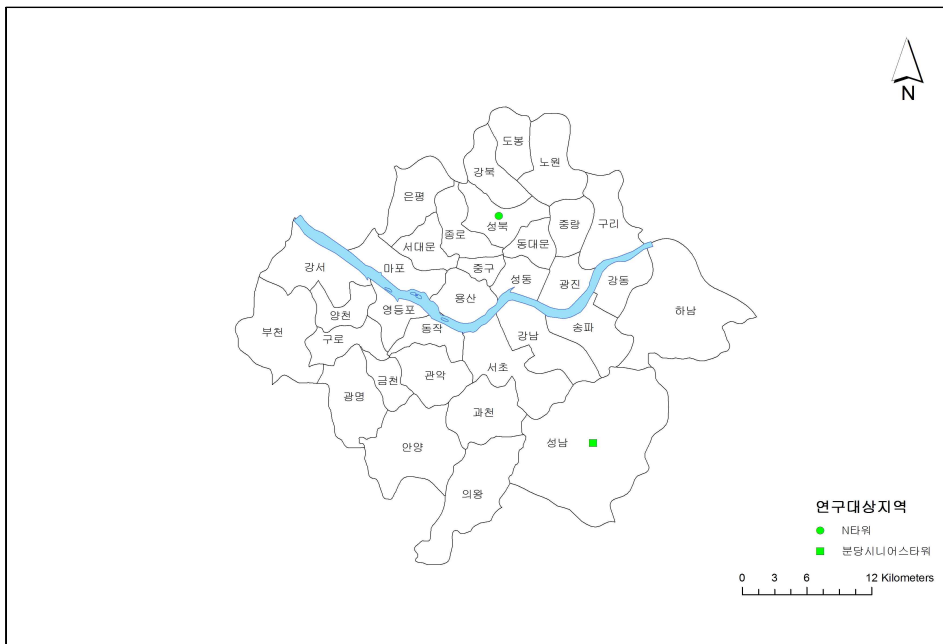 N
도봉
강북
노원
은평
성북
중랑
구리
종로
서대문
동대문
중구
마포
강서
성동
광진
강동
용산
하남
양천
영등포
부천
동작
송파
강남
구로
서초
관악
금천
광명
과천
성남
안양
의왕
연구대상지역
N타워
분당시니어스타워
0 3 6 12 Kilometers